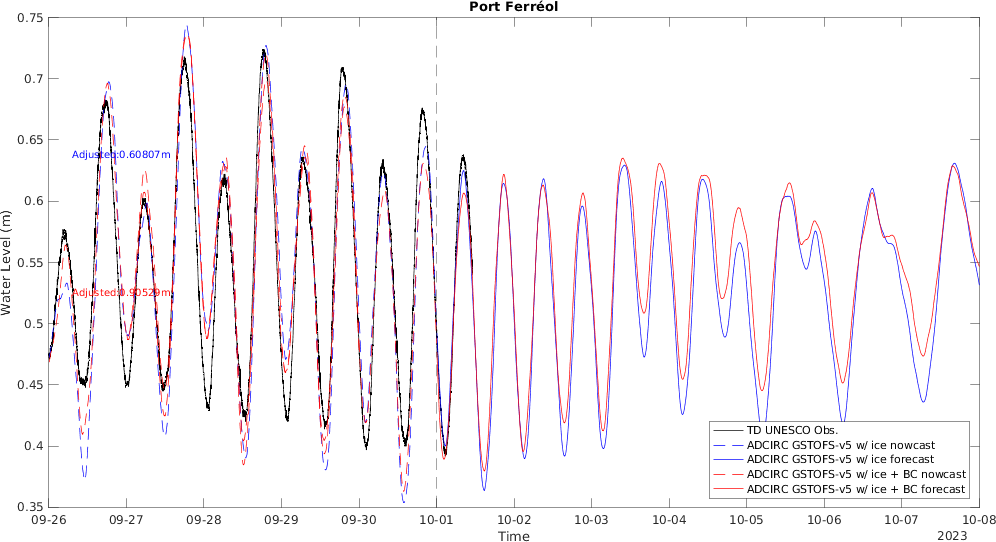 Port Ferréol
0.75
0.7
0.65
0.6
0.55
0.5
0.45
0.4
0.35
Water Level (m)
Adjusted:0.60807m
Adjusted:0.90529m
TD UNESCO Obs.
ADCIRC GSTOFS-v5 w/ ice nowcast
ADCIRC GSTOFS-v5 w/ ice forecast
ADCIRC GSTOFS-v5 w/ ice + BC nowcast
ADCIRC GSTOFS-v5 w/ ice + BC forecast
09-26 09-27 09-28 09-29 09-30 10-01 10-02 10-03 10-04 10-05 10-06 10-07 10-08
Time
2023